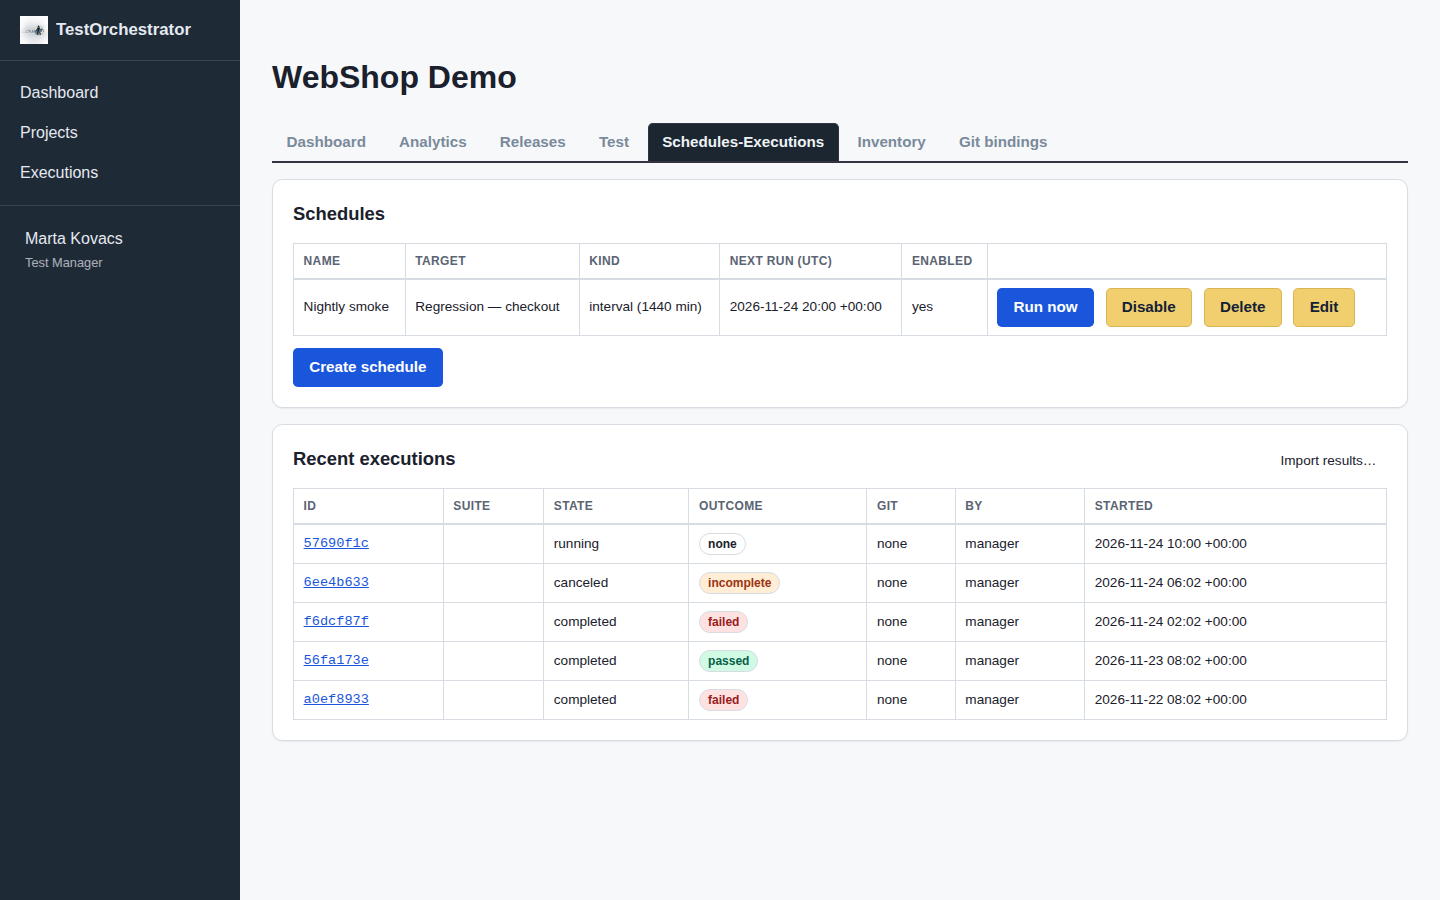 TestOrchestrator
Dashboard
Projects
Executions
Marta Kovacs
Test Manager
WebShop Demo
Dashboard Analytics Releases Test Schedules-Executions Inventory Git bindings
Schedules
NAME TARGET KIND NEXT RUN (UTC) ENABLED
Nightly smoke Regression — checkout interval (1440 min) 2026-11-24 20:00 +00:00 yes Run now Disable Delete Edit
Create schedule
Recent executions Import results…
ID SUITE STATE OUTCOME GIT BY STARTED
57690f1c running none none manager 2026-11-24 10:00 +00:00
6ee4b633 canceled incomplete none manager 2026-11-24 06:02 +00:00
f6dcf87f completed failed none manager 2026-11-24 02:02 +00:00
56fa173e completed passed none manager 2026-11-23 08:02 +00:00
a0ef8933 completed failed none manager 2026-11-22 08:02 +00:00